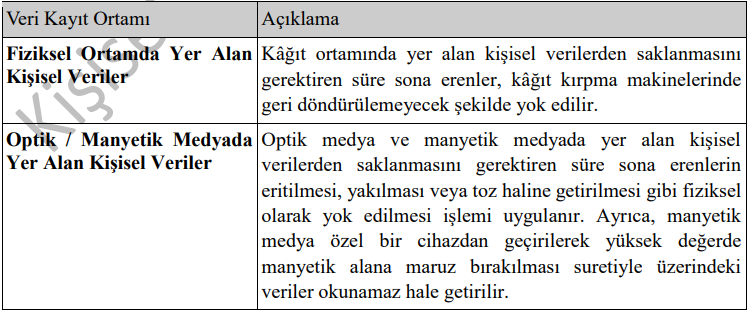 Veri Kayıt Ortamı
Açıklama
Fiziksel Ortamda Yer Alan
Kişisel Veriler
Kâğıt ortamında yer alan kişisel verilerden saklanmasını
gerektiren süre sona erenler, kâğıt kırpma makinelerinde
geri döndürülemeyecek şekilde yok edilir.
Optik / Manyetik Medyada
Yer Alan Kişisel Veriler
Optik medya ve manyetik medyada yer alan kişisel
verilerden saklanmasını gerektiren süre sona erenlerin
eritilmesi, yakılması veya toz haline getirilmesi gibi fiziksel
olarak yok edilmesi işlemi uygulanır. Ayrıca, manyetik
medya özel bir cihazdan geçirilerek yüksek değerde
manyetik alana maruz bırakılması suretiyle üzerindeki
veriler okunamaz hale getirilir.